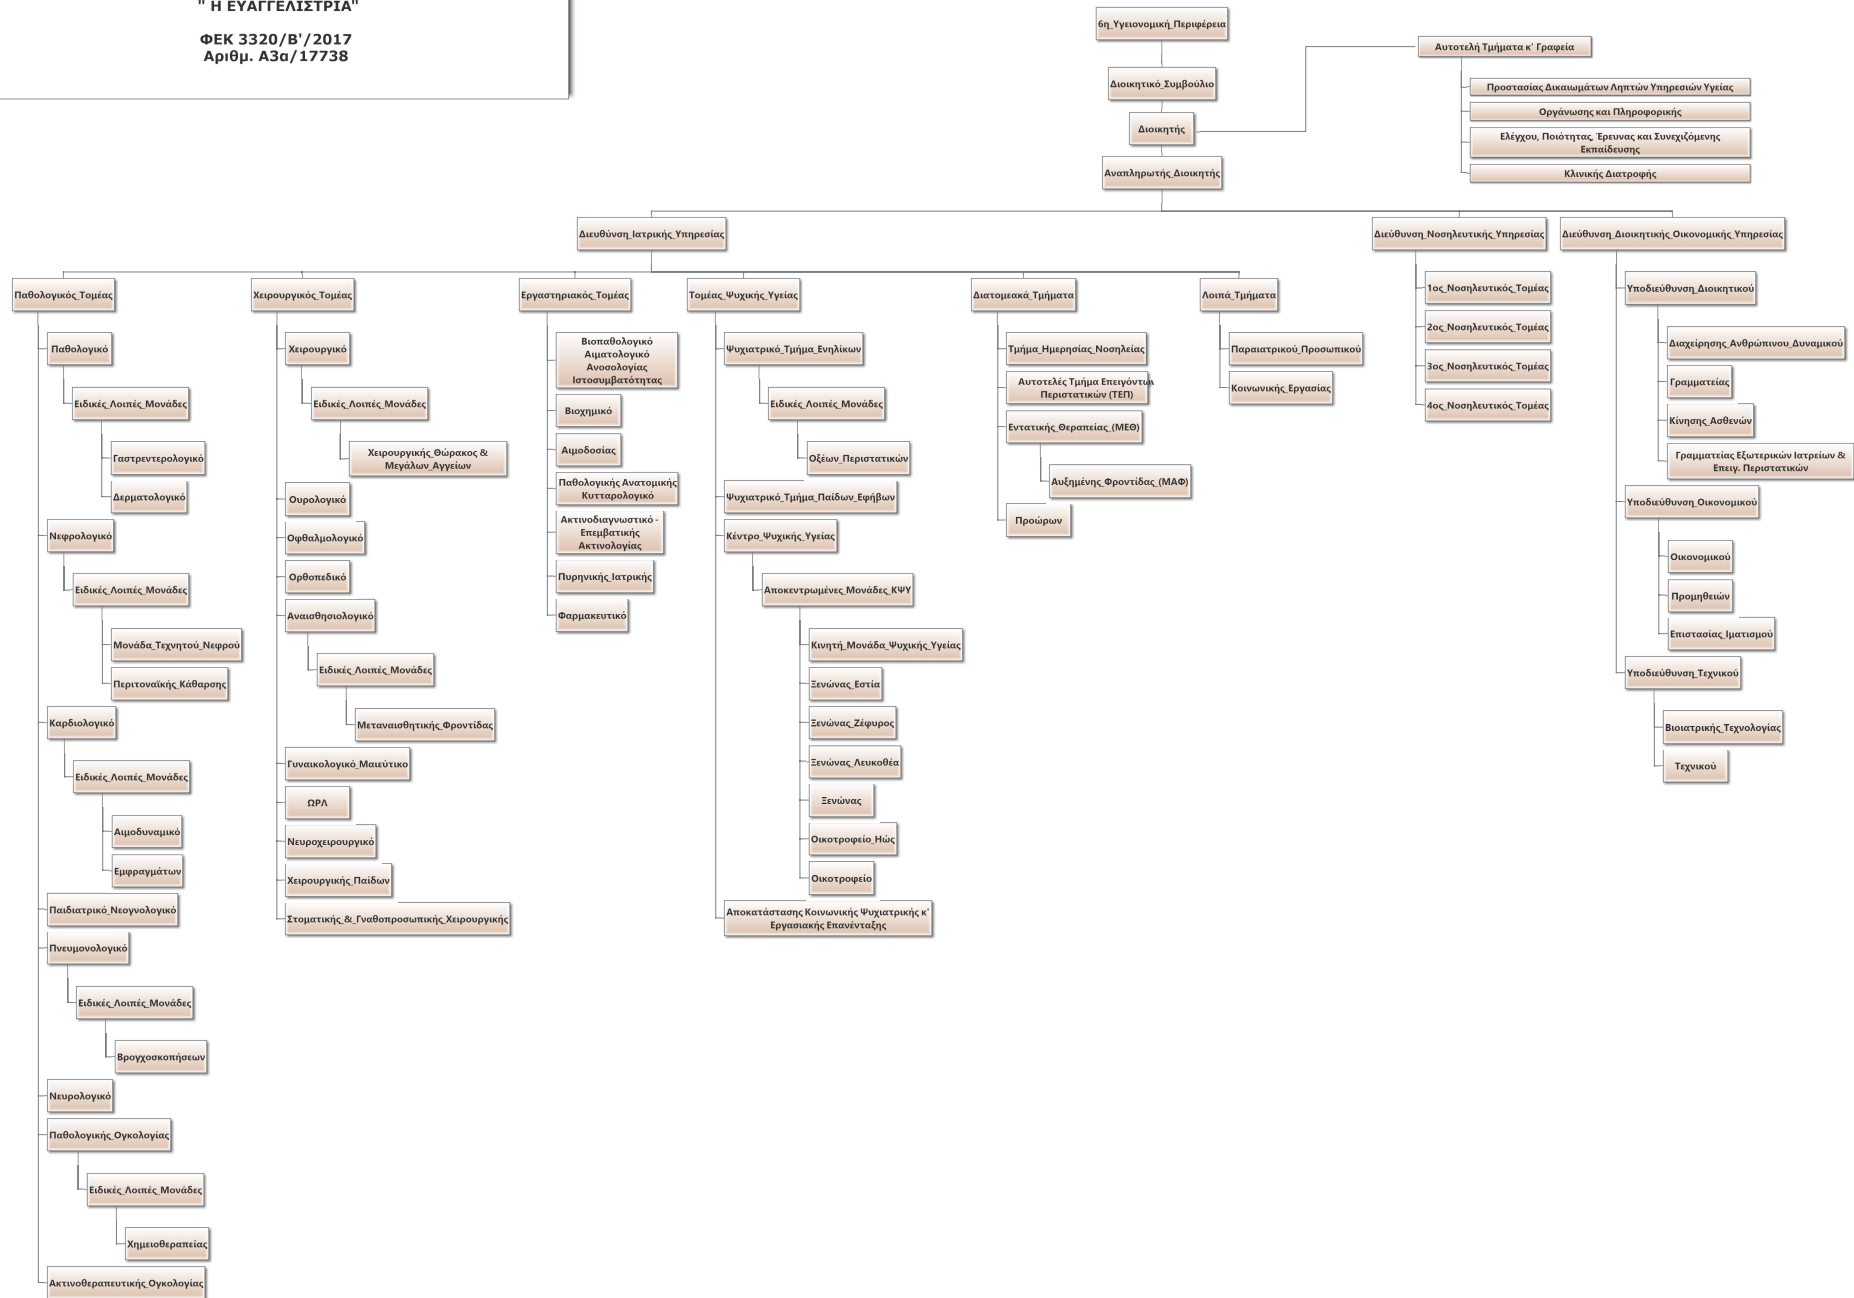 " Η ΕΥΑΓΓΕΛΙΣΤΡΙΑ"
ΦΕΚ 3320/Β'/2017
Αριθμ. Α3α/17738
6η_Υγειονομική_Περιφέρεια
Διοικητικό_Συμβούλιο
Διοικητής
Αναπληρωτής_Διοικητής
Αυτοτελή Τμήματα κ' Γραφεία
Προστασίας Δικαιωμάτων Ληπτών Υπηρεσιών Υγείας
Οργάνωσης και Πληροφορικής
Ελέγχου, Ποιότητας, Έρευνας και Συνεχιζόμενης
Εκπαίδευσης
Κλινικής Διατροφής
Διευθύνση_Ιατρικής_Υπηρεσίας
Παθολογικός_Τομέας
Παθολογικό
Ειδικές_Λοιπές_Μονάδες
Γαστρεντερολογικό
Δερματολογικό
Νεφρολογικό
Ειδικές_Λοιπές_Μονάδες
Μονάδα_Τεχνητού_Νεφρού
Περιτοναϊκής_Κάθαρσης
Καρδιολογικό
Ειδικές_Λοιπές_Μονάδες
Αιμοδυναμικό
Εμφραγμάτων
Παιδιατρικό_Νεογνολογικό
Πνευμονολογικό
Ειδικές_Λοιπές_Μονάδες
Βρογχοσκοπήσεων
Νευρολογικό
Παθολογικής_Ογκολογίας
Ειδικές_Λοιπές_Μονάδες
Χημειοθεραπείας
Ακτινοθεραπευτικής_Ογκολογίας
Χειρουργικός_Τομέας
Χειρουργικό
Ειδικές_Λοιπές_Μονάδες
Χειρουργικής_Θώρακος &
Μεγάλων_Αγγείων
Ουρολογικό
Οφθαλμολογικό
Ορθοπεδικό
Αναισθησιολογικό
Ειδικές_Λοιπές_Μονάδες
Μεταναισθητικής_Φροντίδας
Γυναικολογικό_Μαιεύτικο
ΩΡΛ
Νευροχειρουργικό
Χειρουργικής_Παίδων
Στοματικής_&_Γναθοπροσωπικής_Χειρουργικής
Εργαστηριακός_Τομέας
Βιοπαθολογικό
Αιματολογικό
Ανοσολογίας
Ιστοσυμβατότητας
Βιοχημικό
Αιμοδοσίας
Παθολογικής Ανατομικής
Κυτταρολογικό
Ακτινοδιαγνωστικό -
Επεμβατικής
Ακτινολογίας
Πυρηνικής_Ιατρικής
Φαρμακευτικό
Τομέας_Ψυχικής_Υγείας
Ψυχιατρικό_Τμήμα_Ενηλίκων
Ειδικές_Λοιπές_Μονάδες
Οξέων_Περιστατικών
Ψυχιατρικό_Τμήμα_Παίδων_Εφήβων
Κέντρο_Ψυχικής_Υγείας
Αποκεντρωμένες_Μονάδες_ΚΨΥ
Κινητή_Μονάδα_Ψυχικής_Υγείας
Ξενώνας_Εστία
Ξενώνας_Ζέφυρος
Ξενώνας_Λευκοθέα
Ξενώνας
Οικοτροφείο_Ηώς
Οικοτροφείο
Αποκατάστασης Κοινωνικής Ψυχιατρικής κ'
Εργασιακής Επανένταξης
Διατομεακά_Τμήματα
Τμήμα_Ημερησίας_Νοσηλείας
Αυτοτελές Τμήμα Επειγόντων
Περιστατικών (ΤΕΠ)
Εντατικής_Θεραπείας_(ΜΕΘ)
Αυξημένης_Φροντίδας_(ΜΑΦ)
Προώρων
Λοιπά_Τμήματα
Παραιατρικού_Προσωπικού
Κοινωνικής_Εργασίας
Διεύθυνση_Νοσηλευτικής_Υπηρεσίας
1ος_Νοσηλευτικός_Τομέας
2ος_Νοσηλευτικός_Τομέας
3ος_Νοσηλευτικός_Τομέας
4ος_Νοσηλευτικός_Τομέας
Διεύθυνση_Διοικητικής_Οικονομικής_Υπηρεσίας
Υποδιεύθυνση_Διοικητικού
Διαχείρησης_Ανθρώπινου_Δυναμικού
Γραμματείας
Κίνησης_Ασθενών
Γραμματείας Εξωτερικών Ιατρείων &
Επειγ. Περιστατικών
Υποδιεύθυνση_Οικονομικού
Οικονομικού
Προμηθειών
Επιστασίας_Ιματισμού
Υποδιεύθυνση_Τεχνικού
Βιοιατρικής_Τεχνολογίας
Τεχνικού